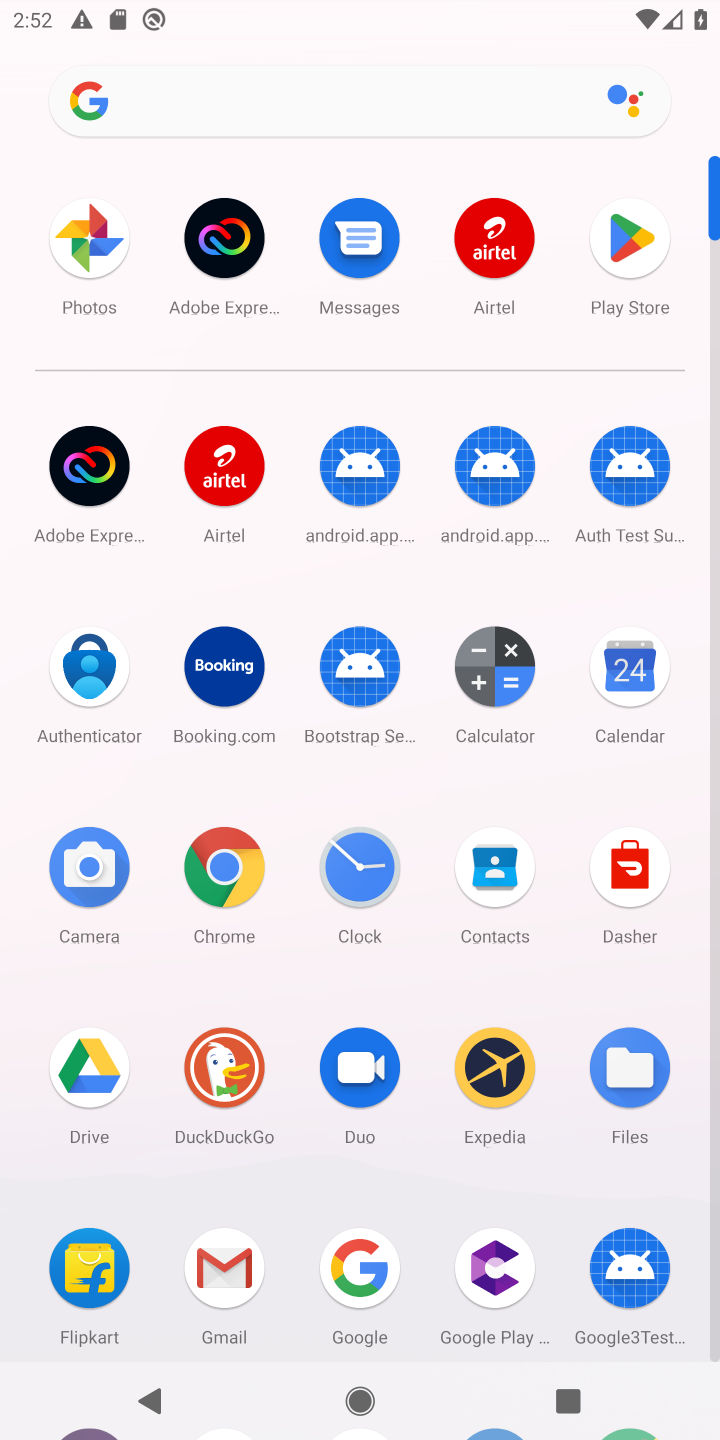 2:52
Photos
Adobe Expre...
Messages
airtel
Airtel
Play Store
Adobe Expre...
airtel
Airtel
android.app....
android.app....
Auth Test Su...
Authenticator
Booking
Booking.com
Bootstrap Se...
Calculator
24
Calendar
Camera
Chrome
Clock
Contacts
Dasher
Drive
DuckDuckGo
Duo
Expedia
Files
Flipkart
Gmail
Google
Google Play ...
Google3Test...